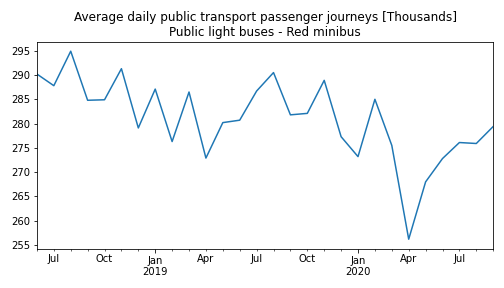 Average daily public transport passenger journeys [Thousands]
Public light buses - Red minibus
295
290
285
280
275
270
265
260
255
Jul
Oct
Jan
2019
Apr
Jul
Oct
Jan
2020
Apr
Jul